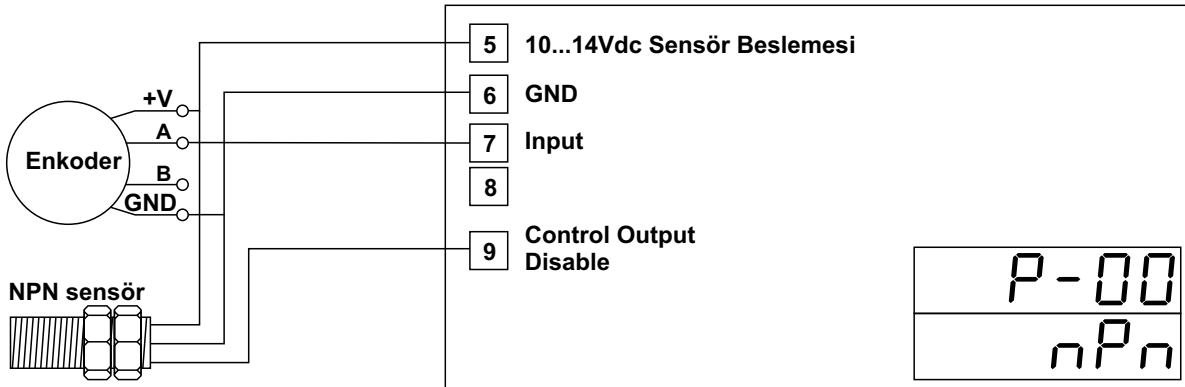 5 10...14Vdc Sensör Beslemesi
6 GND
+V
A
7 Input
Enkoder
B
8
GND
9 Control Output
Disable
NPN sensör
P-00
nPn